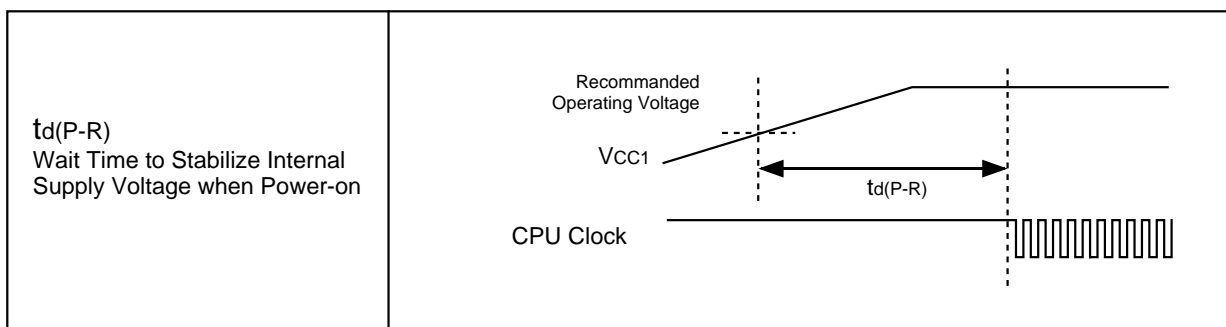 td(P-R)
Wait Time to Stabilize Internal
Supply Voltage when Power-on
Recommanded
Operating Voltage
VCC1
td(P-R)
CPU Clock